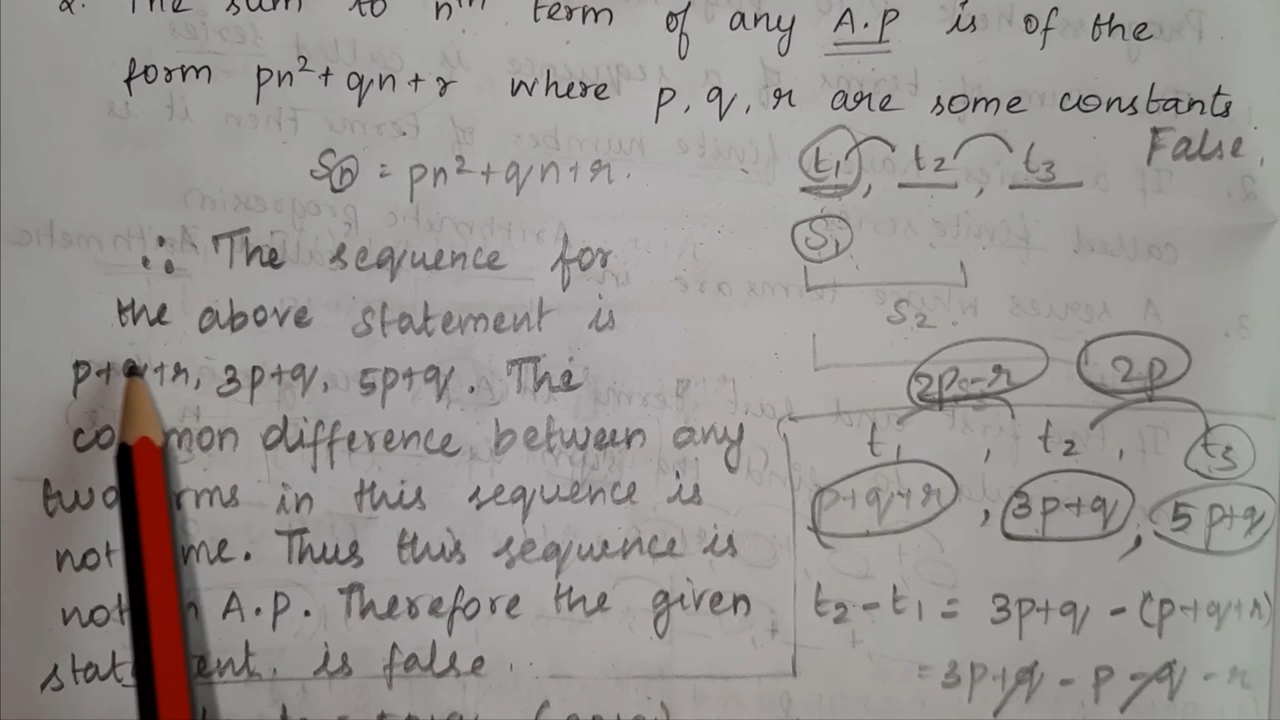 2. The sum to nth term of any A.P is of the
form pn²+qn+r where p, q, r are some constants
False.
Sn = pn²+qn+r.
t1, t2, t3
S1
S2
∴ The sequence for
the above statement is
p+q+r, 3p+q, 5p+q. The
common difference between any
two terms in this sequence is
not same. Thus this sequence is
not A.P. Therefore the given
statement is false.
2p-r 2p
t1, t2, t3
p+q+r, 3p+q, 5p+q
t2-t1 = 3p+q - (p+q+r)
= 3p+q - p - q - r